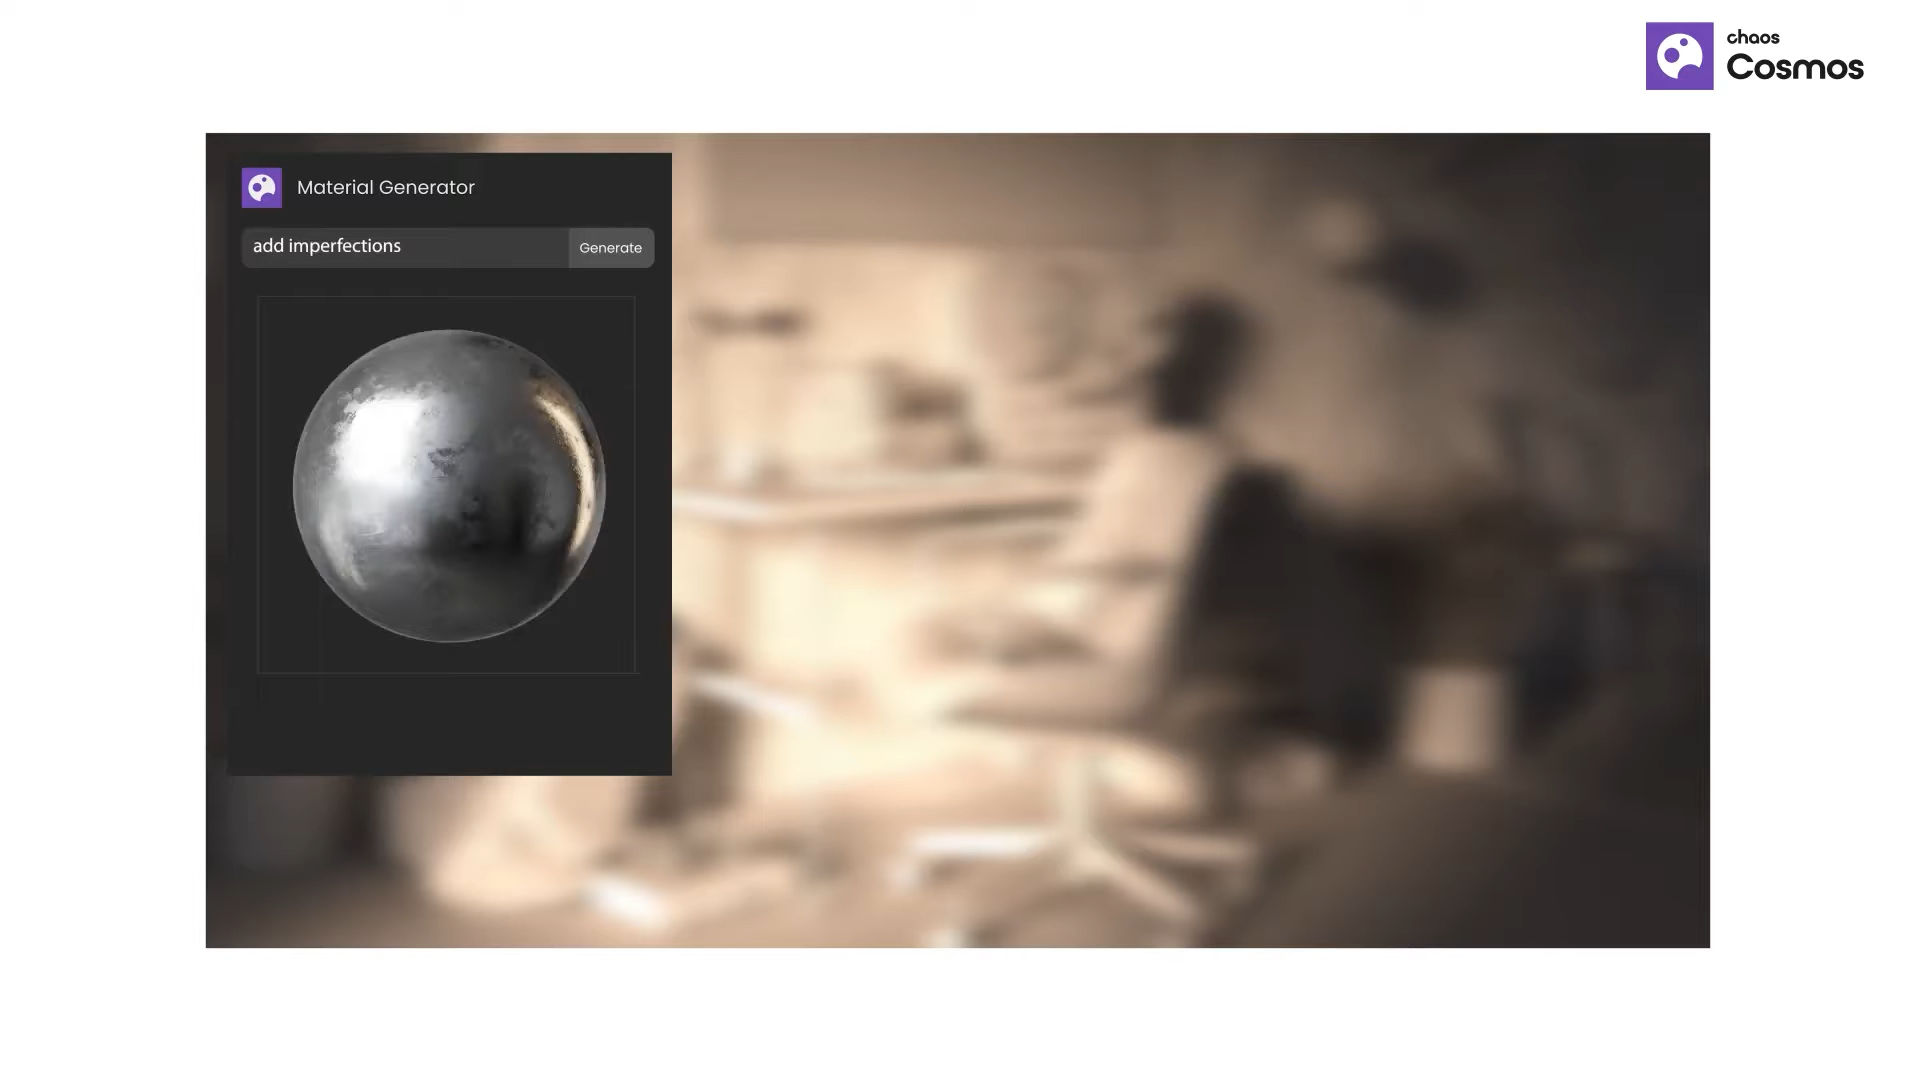 chaos
Cosmos
Material Generator
add imperfections
Generate